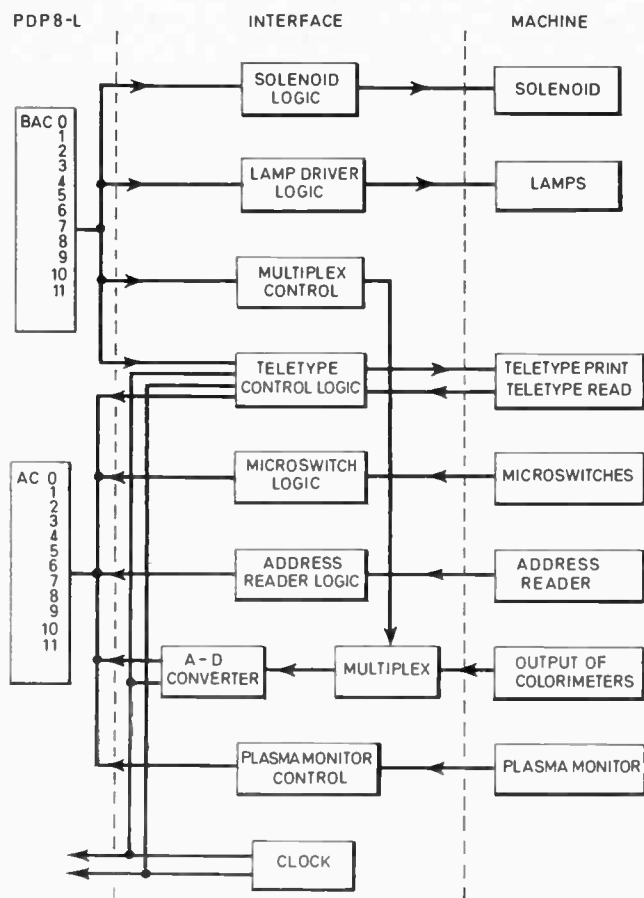 PDP8-L INTERFACE MACHINE
SOLENOID
LOGIC
SOLENOID
BAC 0
1
2
3
4
5
6
7
8
9
10
11
LAMP DRIVER
LOGIC
LAMPS
MULTIPLEX
CONTROL
TELETYPE
CONTROL LOGIC
TELETYPE PRINT
TELETYPE READ
AC 0
1
2
3
4
5
6
7
8
9
10
11
MICROSWITCH
LOGIC
MICROSWITCHES
ADDRESS
READER LOGIC
ADDRESS
READER
A-D
CONVERTER
MULTIPLEX
OUTPUT OF
COLORIMETERS
PLASMA MONITOR
CONTROL
PLASMA MONITOR
CLOCK